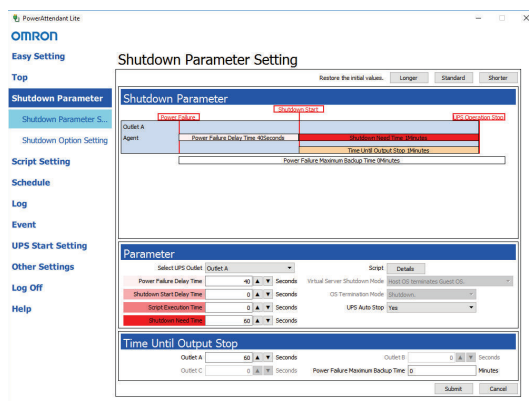 PowerAttendant Lite
OMRON
Easy Setting
Top
Shutdown Parameter
Shutdown Parameter S...
Shutdown Option Setting
Script Setting
Schedule
Log
Event
UPS Start Setting
Other Settings
Log Off
Help
Shutdown Parameter Setting
Restore the initial values. Longer Standard Shorter
Shutdown Parameter
Shutdown Start
Power Failure UPS Operation Stop
Outlet A
Agent Power Failure Delay Time 40Seconds Shutdown Need Time 1Minutes
Time Until Output Stop 1Minutes
Power Failure Maximum Backup Time 0Minutes
Parameter
Select UPS Outlet Outlet A Script Details
Power Failure Delay Time 40 Seconds Virtual Server Shutdown Mode Host OS terminates Guest OS.
Shutdown Start Delay Time 0 Seconds OS Termination Mode Shutdown.
Script Execution Time 0 Seconds UPS Auto Stop Yes
Shutdown Need Time 60 Seconds
Time Until Output Stop
Outlet A 60 Seconds Outlet B 0 Seconds
Outlet C 0 Seconds Power Failure Maximum Backup Time 0 Minutes
Submit Cancel